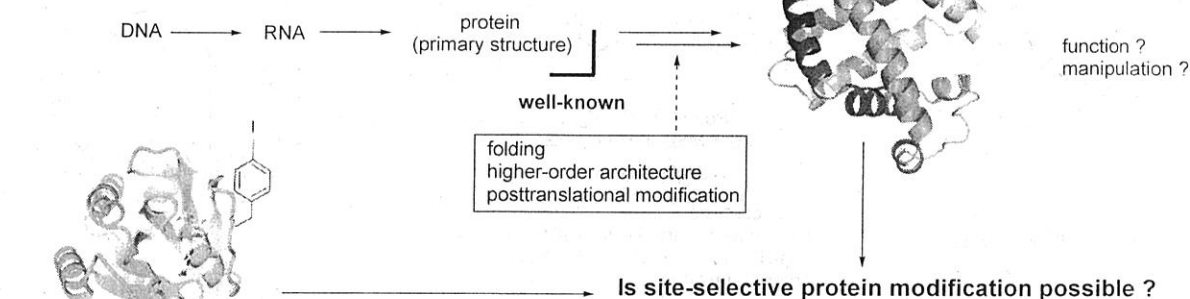 DNA
RNA
protein
(primary structure)
function ?
manipulation ?
well-known
folding
higher-order architecture
posttranslational modification
I
Is site-selective protein modification possible ?